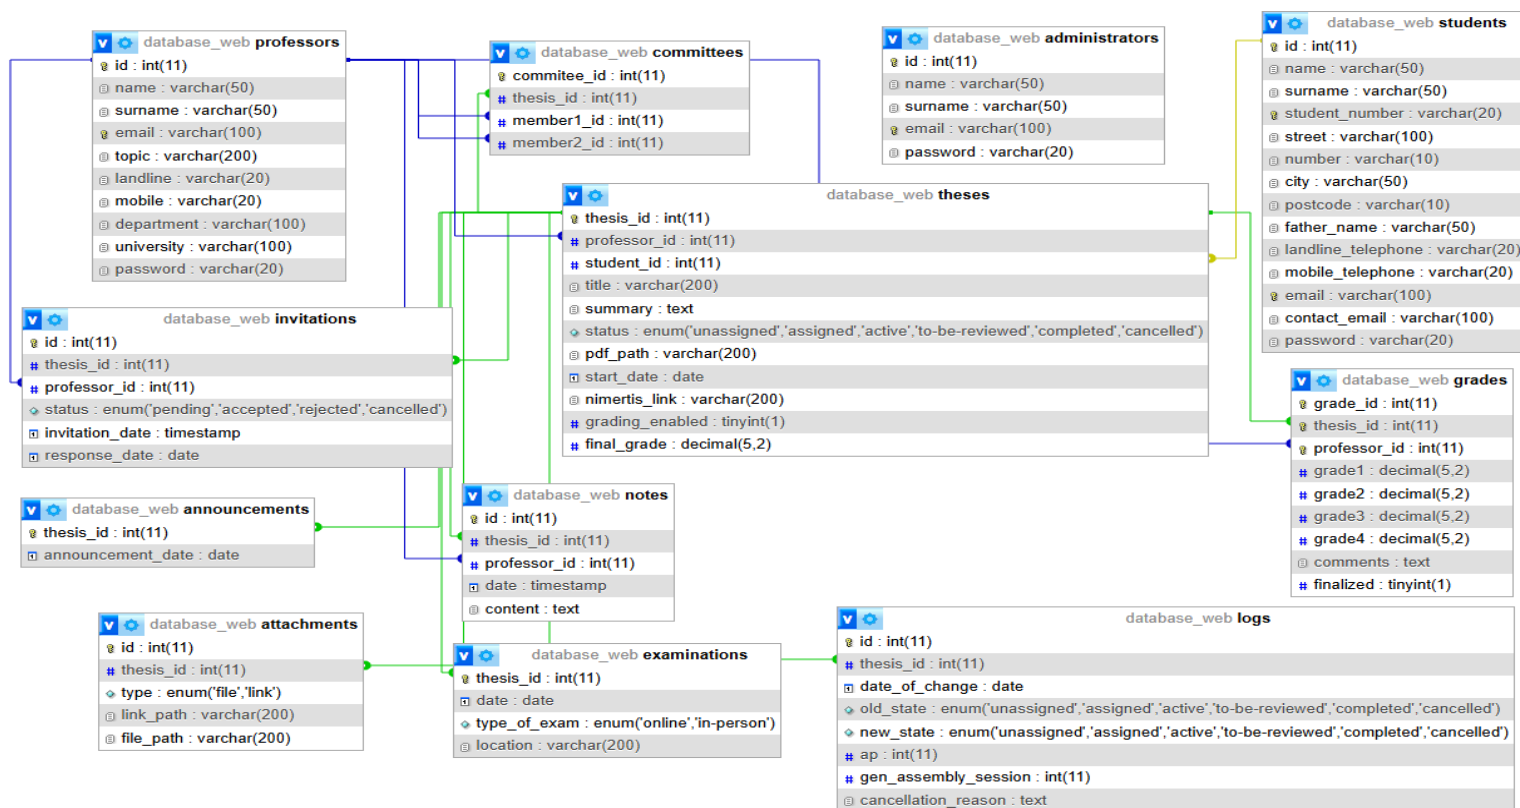 database_web professors
id : int(11)
name : varchar(50)
surname : varchar(50)
email : varchar(100)
topic : varchar(200)
landline : varchar(20)
mobile : varchar(20)
department : varchar(100)
university : varchar(100)
password : varchar(20)
database_web committees
commitee_id : int(11)
thesis_id : int(11)
member1_id : int(11)
member2_id : int(11)
database_web administrators
id : int(11)
name : varchar(50)
surname : varchar(50)
email : varchar(100)
password : varchar(20)
database_web students
id : int(11)
name : varchar(50)
surname : varchar(50)
student_number : varchar(20)
street : varchar(100)
number : varchar(10)
city : varchar(50)
postcode : varchar(10)
father_name : varchar(50)
landline_telephone : varchar(20)
mobile_telephone : varchar(20)
email : varchar(100)
contact_email : varchar(100)
password : varchar(20)
database_web theses
thesis_id : int(11)
professor_id : int(11)
student_id : int(11)
title : varchar(200)
summary : text
status : enum('unassigned','assigned','active','to-be-reviewed','completed','cancelled')
pdf_path : varchar(200)
start_date : date
nimertis_link : varchar(200)
grading_enabled : tinyint(1)
final_grade : decimal(5,2)
database_web invitations
id : int(11)
thesis_id : int(11)
professor_id : int(11)
status : enum('pending','accepted','rejected','cancelled')
invitation_date : timestamp
response_date : date
database_web grades
grade_id : int(11)
thesis_id : int(11)
professor_id : int(11)
grade1 : decimal(5,2)
grade2 : decimal(5,2)
grade3 : decimal(5,2)
grade4 : decimal(5,2)
comments : text
finalized : tinyint(1)
database_web announcements
thesis_id : int(11)
announcement_date : date
database_web notes
id : int(11)
thesis_id : int(11)
professor_id : int(11)
date : timestamp
content : text
database_web attachments
id : int(11)
thesis_id : int(11)
type : enum('file','link')
link_path : varchar(200)
file_path : varchar(200)
database_web examinations
thesis_id : int(11)
date : date
type_of_exam : enum('online','in-person')
location : varchar(200)
database_web logs
id : int(11)
thesis_id : int(11)
date_of_change : date
old_state : enum('unassigned','assigned','active','to-be-reviewed','completed','cancelled')
new_state : enum('unassigned','assigned','active','to-be-reviewed','completed','cancelled')
ap : int(11)
gen_assembly_session : int(11)
cancellation_reason : text